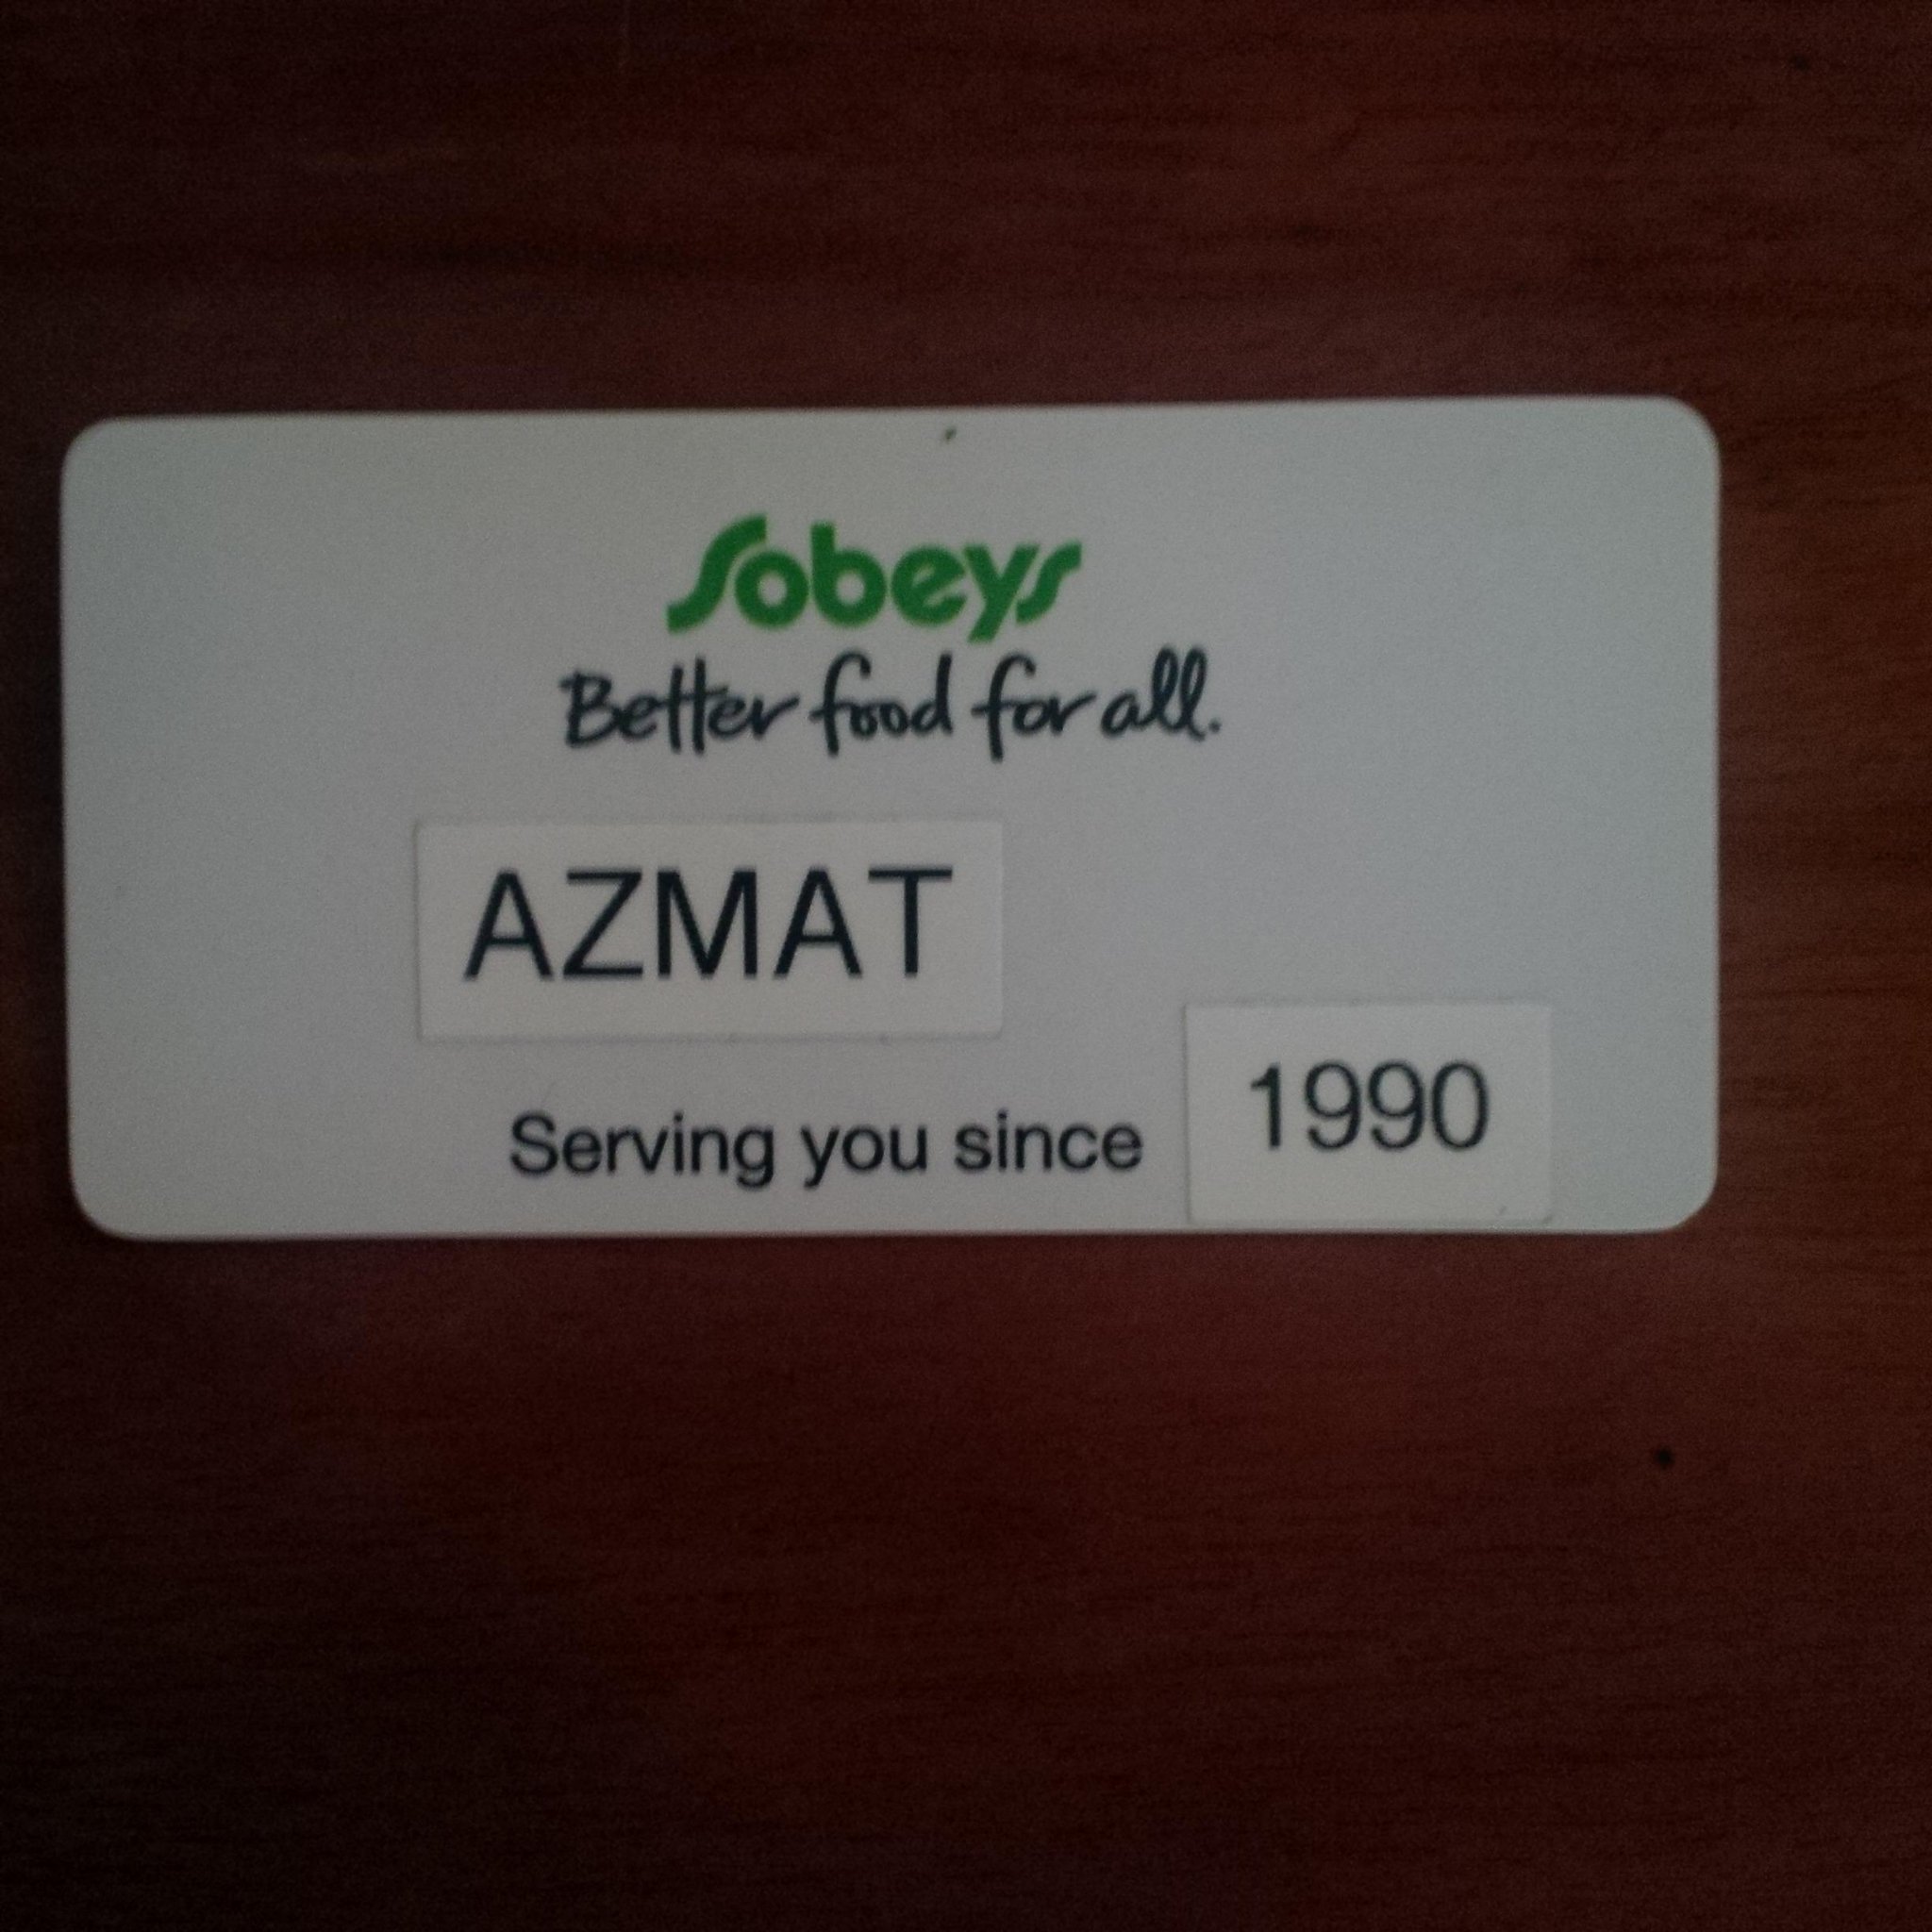 Sobeys
Better food for all.
AZMAT
Serving you since 1990